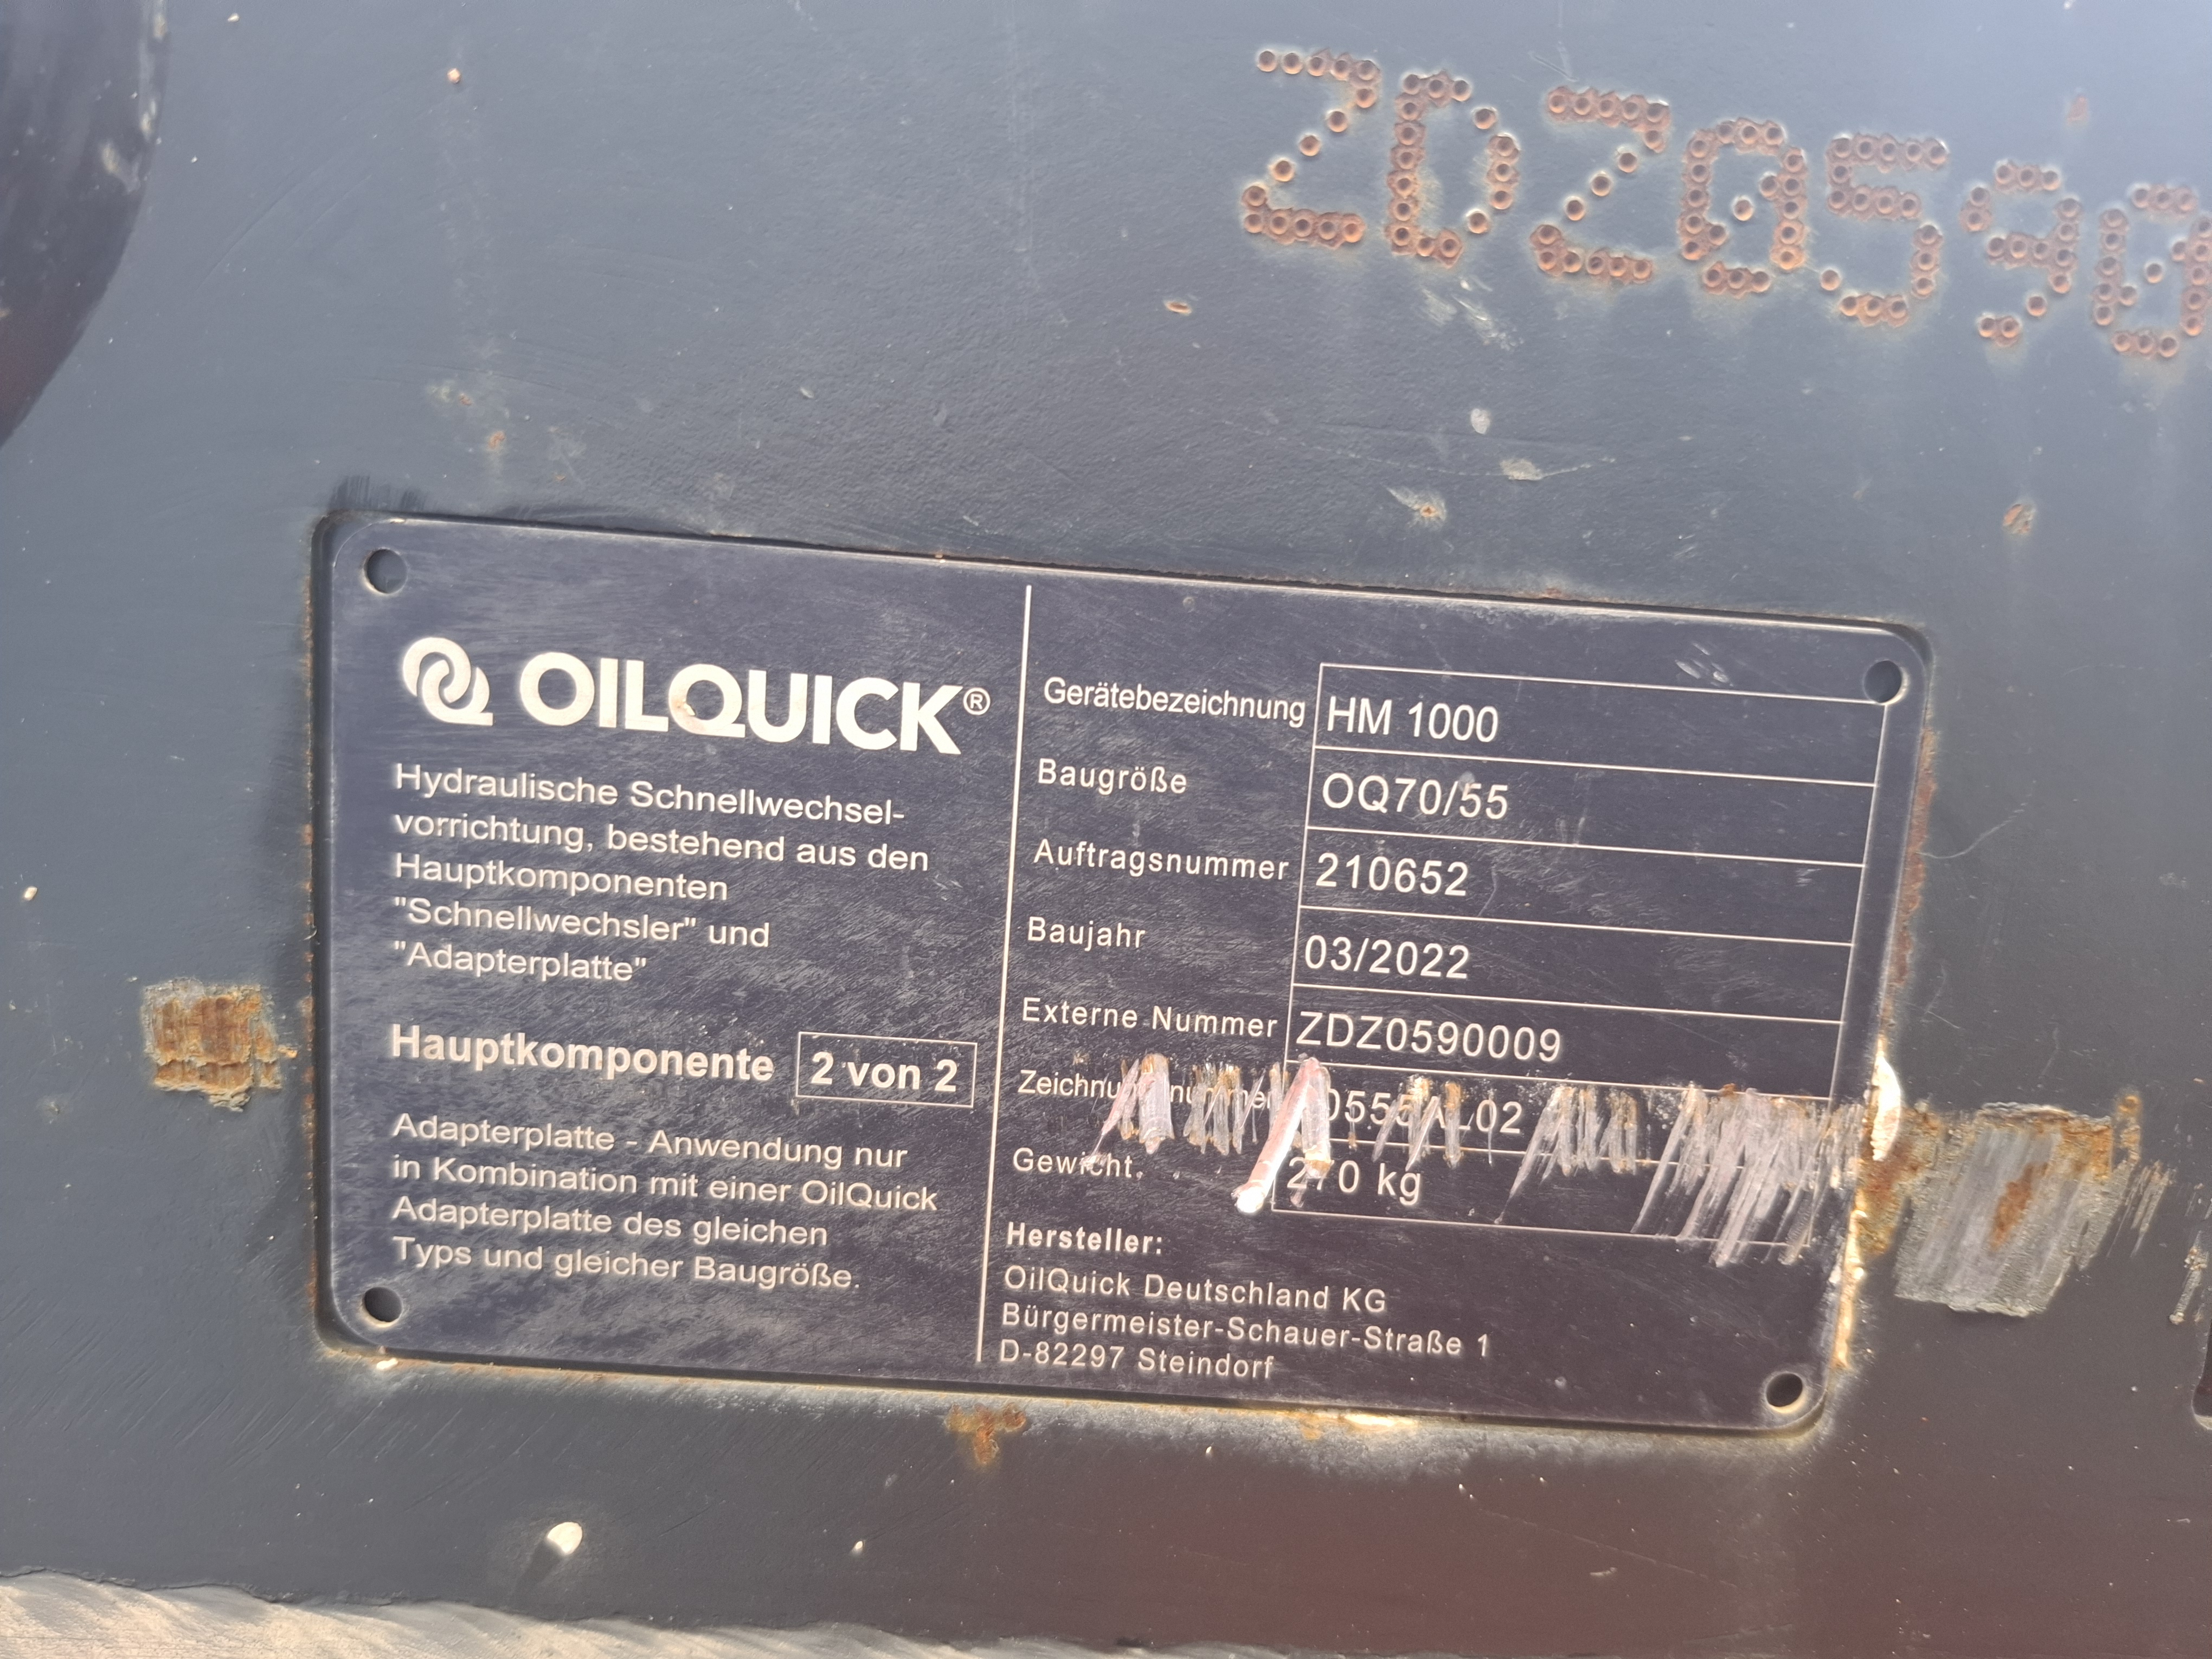 ZDZ0590
OILQUICK®
Hydraulische Schnellwechsel-
vorrichtung, bestehend aus den
Hauptkomponenten
"Schnellwechsler" und
"Adapterplatte"
Hauptkomponente 2 von 2
Adapterplatte - Anwendung nur
in Kombination mit einer OilQuick
Adapterplatte des gleichen
Typs und gleicher Baugröße.
Gerätebezeichnung HM 1000
Baugröße OQ70/55
Auftragsnummer 210652
Baujahr 03/2022
Externe Nummer ZDZ0590009
Gewicht 270 kg
Hersteller:
OilQuick Deutschland KG
Bürgermeister-Schauer-Straße 1
D-82297 Steindorf